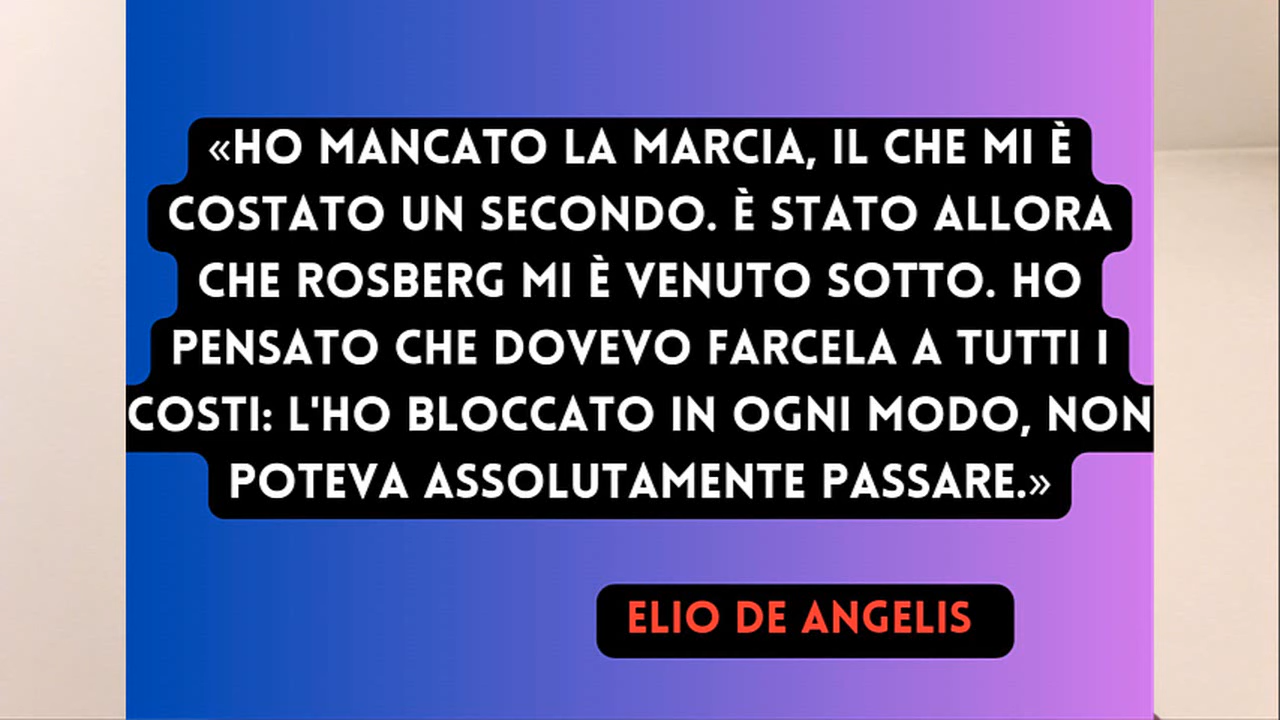 «HO MANCATO LA MARCIA, IL CHE MI È
COSTATO UN SECONDO. È STATO ALLORA
CHE ROSBERG MI È VENUTO SOTTO. HO
PENSATO CHE DOVEVO FARCELA A TUTTI I
COSTI: L'HO BLOCCATO IN OGNI MODO, NON
POTEVA ASSOLUTAMENTE PASSARE.»
ELIO DE ANGELIS